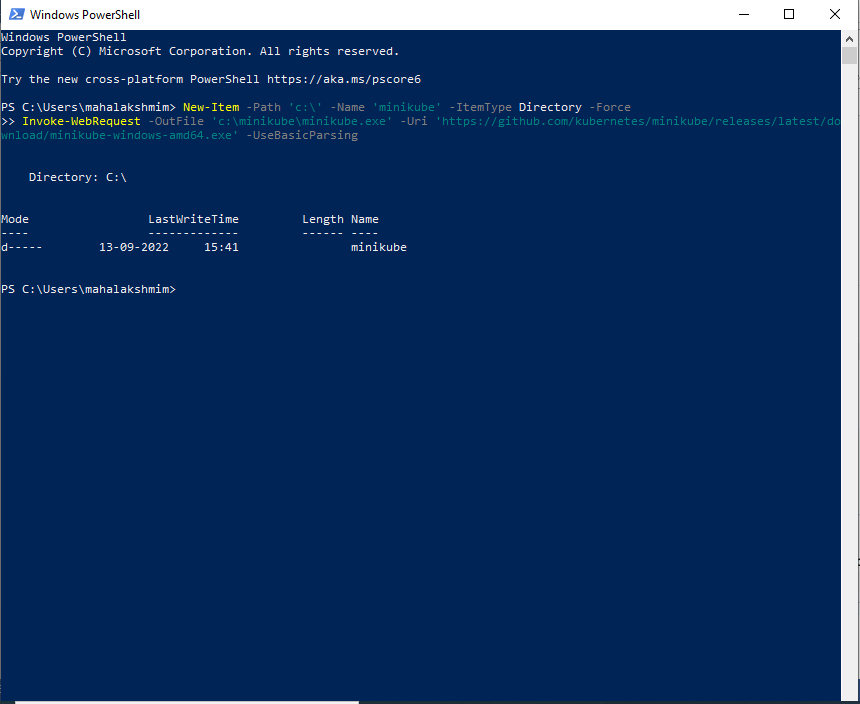 Windows PowerShell
Windows PowerShell
Copyright (C) Microsoft Corporation. All rights reserved.
Try the new cross-platform PowerShell https://aka.ms/pscore6
PS C:\Users\mahalakshmim> New-Item -Path 'c:\' -Name 'minikube' -ItemType Directory -Force
>> Invoke-WebRequest -OutFile 'c:\minikube\minikube.exe' -Uri 'https://github.com/kubernetes/minikube/releases/latest/do
wnload/minikube-windows-amd64.exe' -UseBasicParsing
    Directory: C:\
Mode                 LastWriteTime         Length Name
----                 -------------         ------ ----
d-----        13-09-2022     15:41                minikube
PS C:\Users\mahalakshmim>